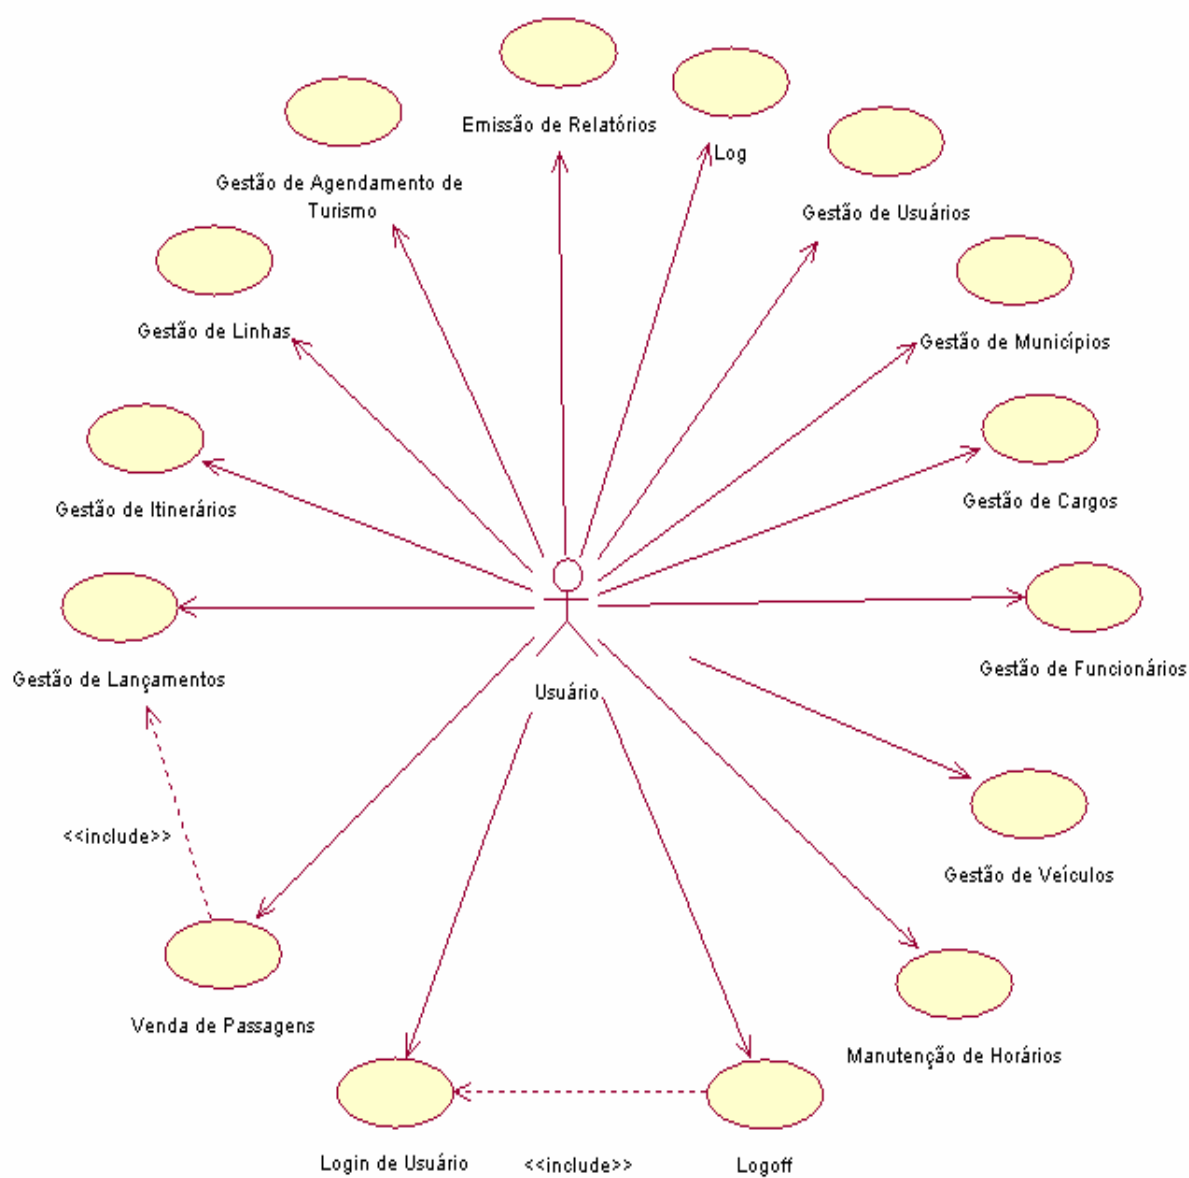 Emissão de Relatórios
Log
Gestão de Agendamento de
Turismo
Gestão de Usuários
Gestão de Linhas
Gestão de Municípios
Gestão de Itinerários
Gestão de Cargos
Gestão de Lançamentos
Gestão de Funcionários
Usuário
<<include>>
Gestão de Veículos
Venda de Passagens
Manutenção de Horários
Login de Usuário
<<include>>
Logoff